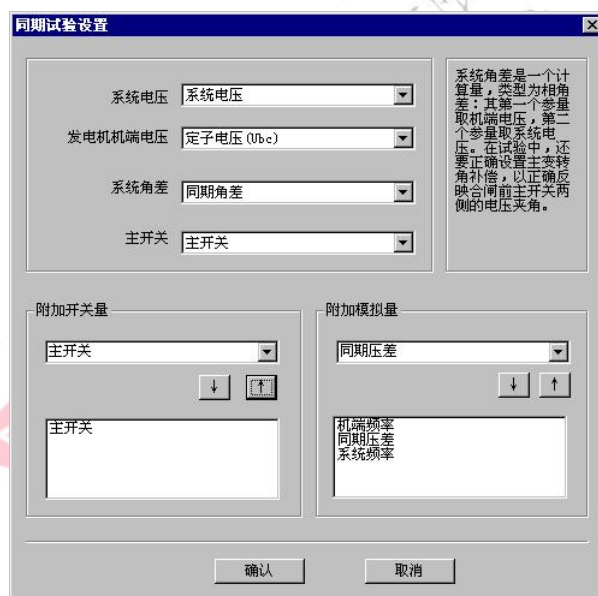 同期试验设置
系统电压 系统电压
发电机机端电压 定子电压(Ubc)
系统角差 同期角差
主开关 主开关
系统角差是一个计
算量，类型为相角
差：其第一个参量
取机端电压，第二
个参量取系统电
压。在试验中，还
要正确设置主变转
角补偿，以正确反
映合闸前主开关两
侧的电压夹角。
附加开关量
主开关
↓ ↑
主开关
附加模拟量
同期压差
↓ ↑
机端频率
同期压差
系统频率
确认 取消